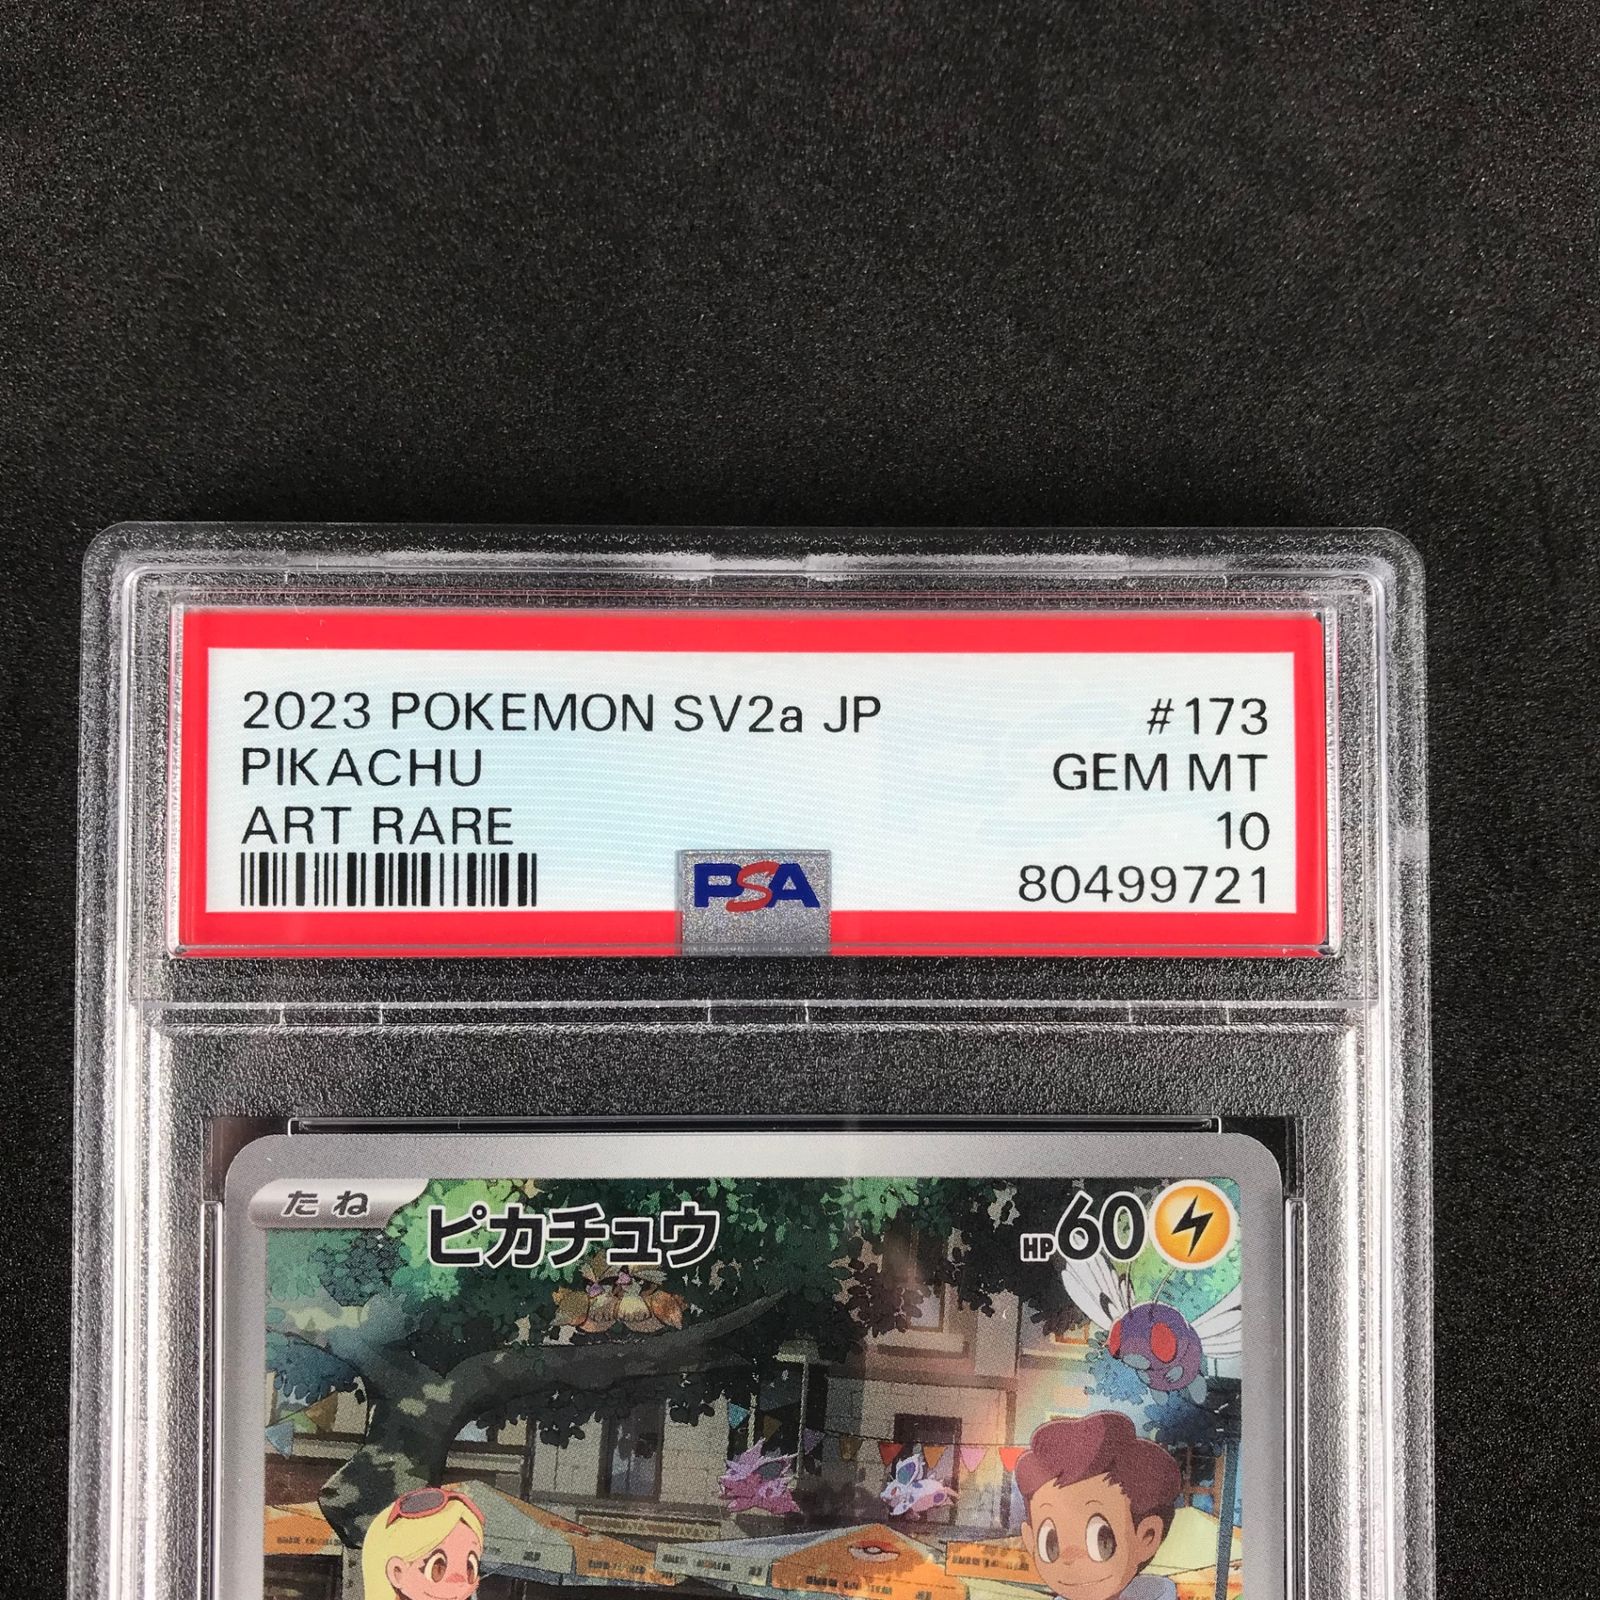 2023 POKEMON SV2a JP #173
PIKACHU GEM MT
ART RARE 10
PSA 80499721
たね ピカチュウ HP60